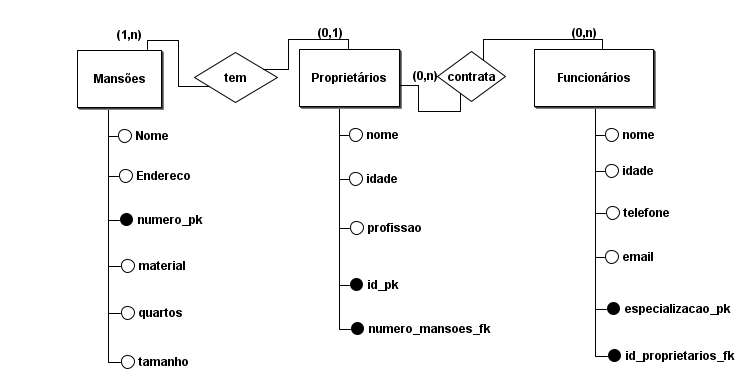 (1,n)
(0,1)
(0,n)
Mansões
tem
Proprietários
(0,n)
contrata
Funcionários
Nome
nome
nome
Endereco
idade
idade
numero_pk
profissao
telefone
material
email
quartos
id_pk
especializacao_pk
tamanho
numero_mansoes_fk
id_proprietarios_fk